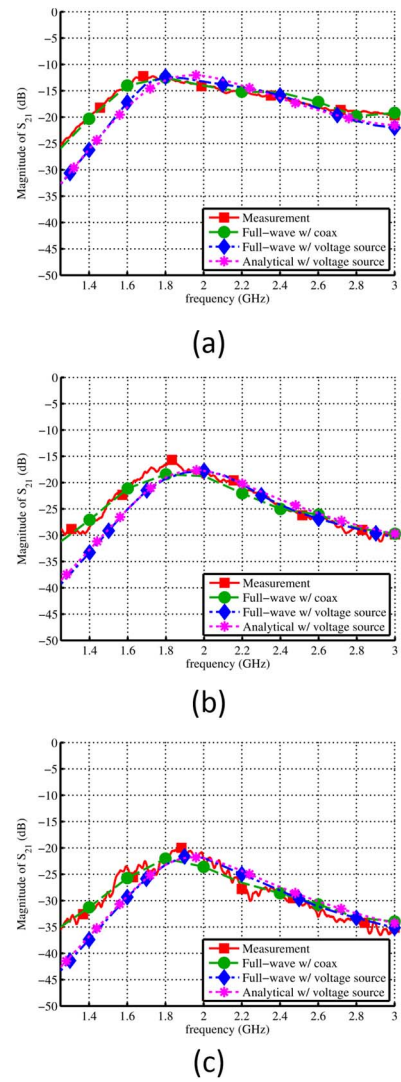 0
−5
−10
−15
−20
−25
−30
−35
−40
−45
−50
Magnitude of S21 (dB)
Measurement
Full−wave w/ coax
Full−wave w/ voltage source
Analytical w/ voltage source
1.4 1.6 1.8 2 2.2 2.4 2.6 2.8 3
frequency (GHz)
(a)
0
−5
−10
−15
−20
−25
−30
−35
−40
−45
−50
Magnitude of S21 (dB)
Measurement
Full−wave w/ coax
Full−wave w/ voltage source
Analytical w/ voltage source
1.4 1.6 1.8 2 2.2 2.4 2.6 2.8 3
frequency (GHz)
(b)
0
−5
−10
−15
−20
−25
−30
−35
−40
−45
−50
Magnitude of S21 (dB)
Measurement
Full−wave w/ coax
Full−wave w/ voltage source
Analytical w/ voltage source
1.4 1.6 1.8 2 2.2 2.4 2.6 2.8 3
frequency (GHz)
(c)